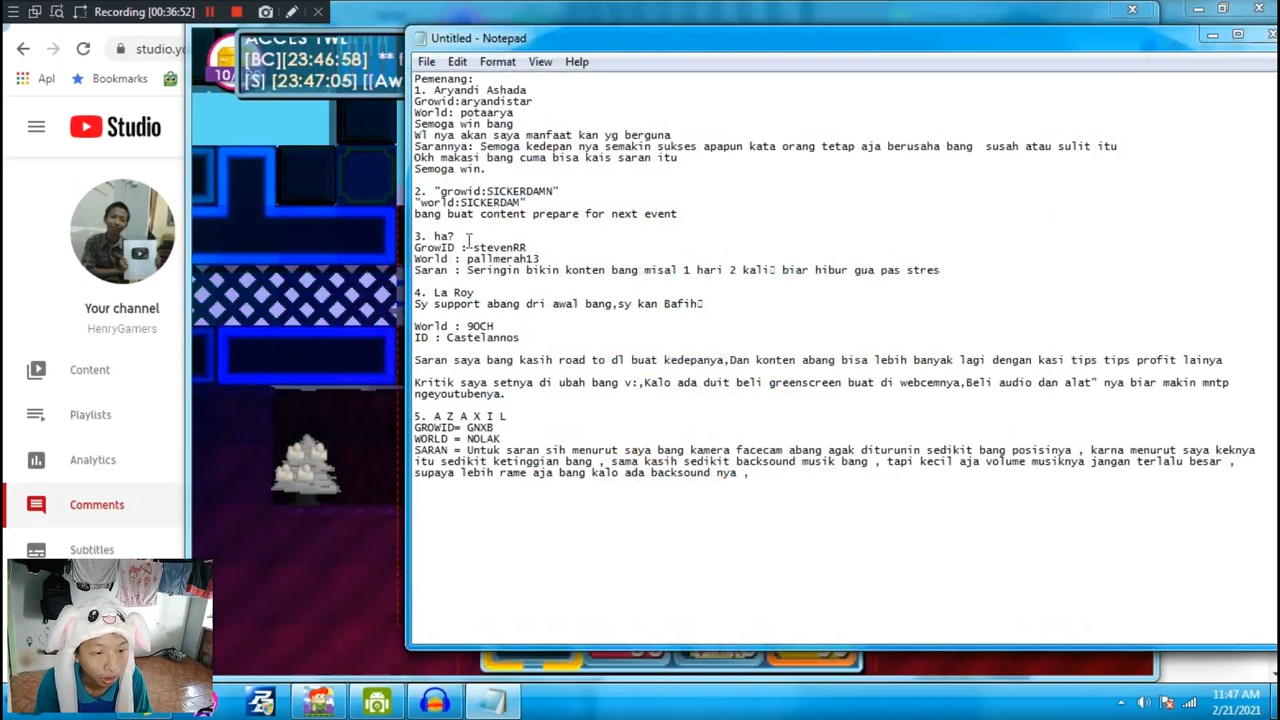 Recording [00:36:52]
studio.yo
Apl
Bookmarks
Studio
Your channel
HenryGamers
Content
Playlists
Analytics
Comments
Subtitles
ACCES TWL
[BC][23:46:58] ** f
[S] [23:47:05] [[Aw
10/
Untitled - Notepad
File Edit Format View Help
Pemenang:
1. Aryandi Ashada
Growid:aryandistar
World: potaarya
Semoga win bang
Wl nya akan saya manfaat kan yg berguna
Sarannya: Semoga kedepan nya semakin sukses apapun kata orang tetap aja berusaha bang susah atau sulit itu
Okh makasi bang cuma bisa kais saran itu
Semoga win.
2. "growid:SICKERDAMN"
"world:SICKERDAM"
bang buat content prepare for next event
3. ha?
GrowID : stevenRR
World : pallmerah13
Saran : Seringin bikin konten bang misal 1 hari 2 kali biar hibur gua pas stres
4. La Roy
Sy support abang dri awal bang,sy kan Bafih
World : 9OCH
ID : Castelannos
Saran saya bang kasih road to dl buat kedepanya,Dan konten abang bisa lebih banyak lagi dengan kasi tips tips profit lainya
Kritik saya setnya di ubah bang v:,Kalo ada duit beli greenscreen buat di webcemnya,Beli audio dan alat" nya biar makin mntp
ngeyoutubenya.
5. A Z A X I L
GROWID= GNXB
WORLD = NOLAK
SARAN = Untuk saran sih menurut saya bang kamera facecam abang agak diturunin sedikit bang posisinya , karna menurut saya keknya
itu sedikit ketinggian bang , sama kasih sedikit backsound musik bang , tapi kecil aja volume musiknya jangan terlalu besar ,
supaya lebih rame aja bang kalo ada backsound nya ,
11:47 AM
2/21/2021